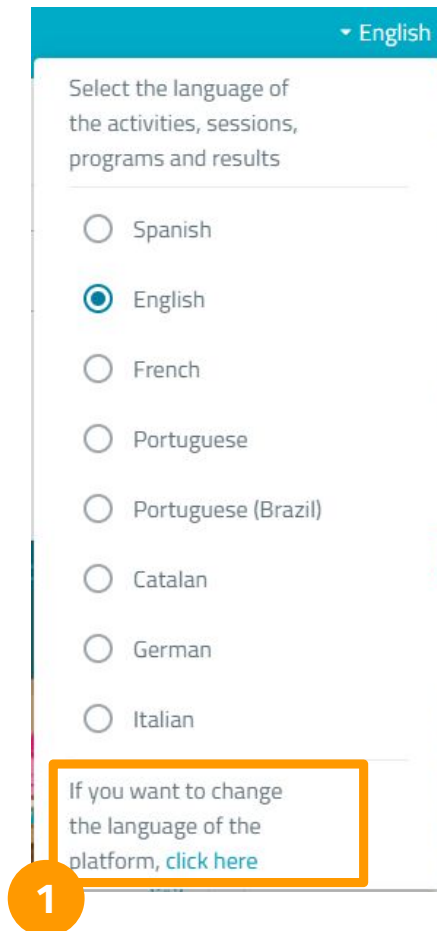 English
Select the language of
the activities, sessions,
programs and results
Spanish
English
French
Portuguese
Portuguese (Brazil)
Catalan
German
Italian
If you want to change
the language of the
platform, click here
1